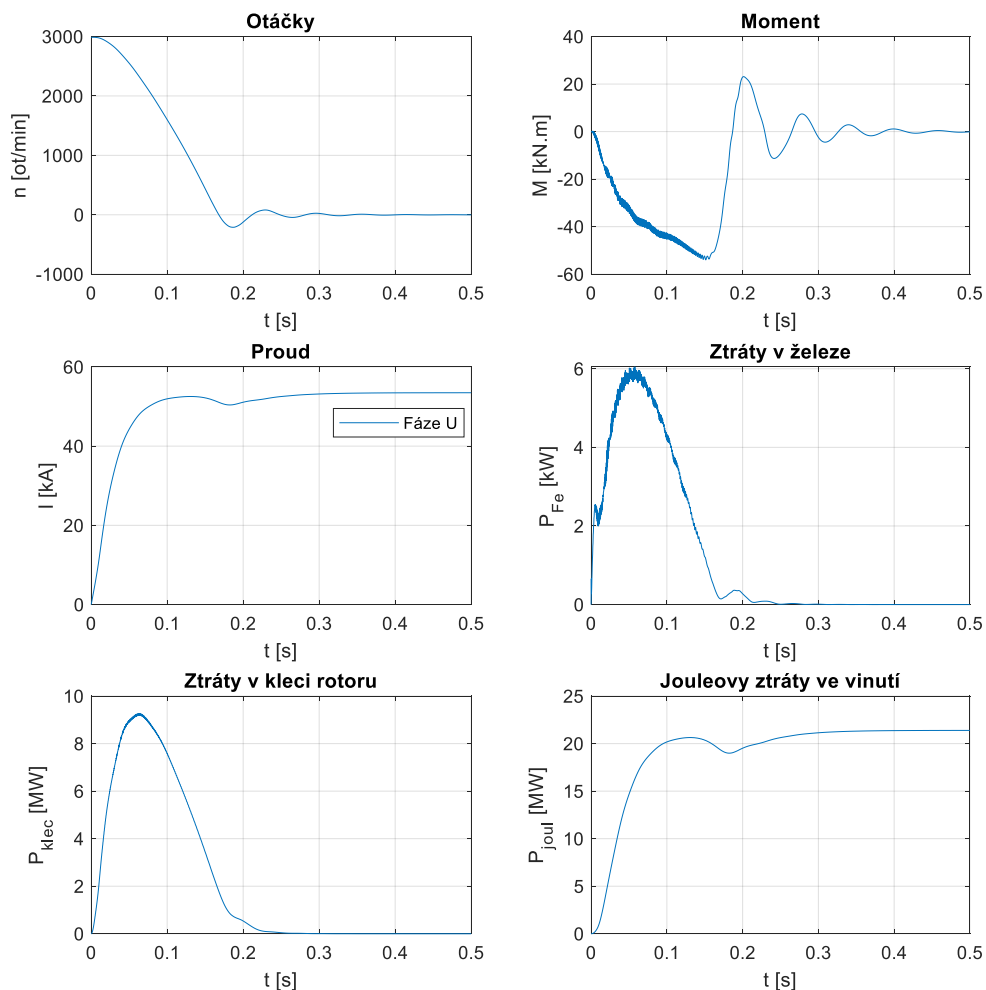 Otáčky
3000
2000
1000
0
-1000
n [ot/min]
0 0.1 0.2 0.3 0.4 0.5
t [s]
Moment
40
20
0
-20
-40
-60
M [kN.m]
0 0.1 0.2 0.3 0.4 0.5
t [s]
Proud
60
40
20
0
I [kA]
Fáze U
0 0.1 0.2 0.3 0.4 0.5
t [s]
Ztráty v železe
6
4
2
0
P_Fe [kW]
0 0.1 0.2 0.3 0.4 0.5
t [s]
Ztráty v kleci rotoru
10
8
6
4
2
0
P_klec [MW]
0 0.1 0.2 0.3 0.4 0.5
t [s]
Jouleovy ztráty ve vinutí
25
20
15
10
5
0
P_joul [MW]
0 0.1 0.2 0.3 0.4 0.5
t [s]